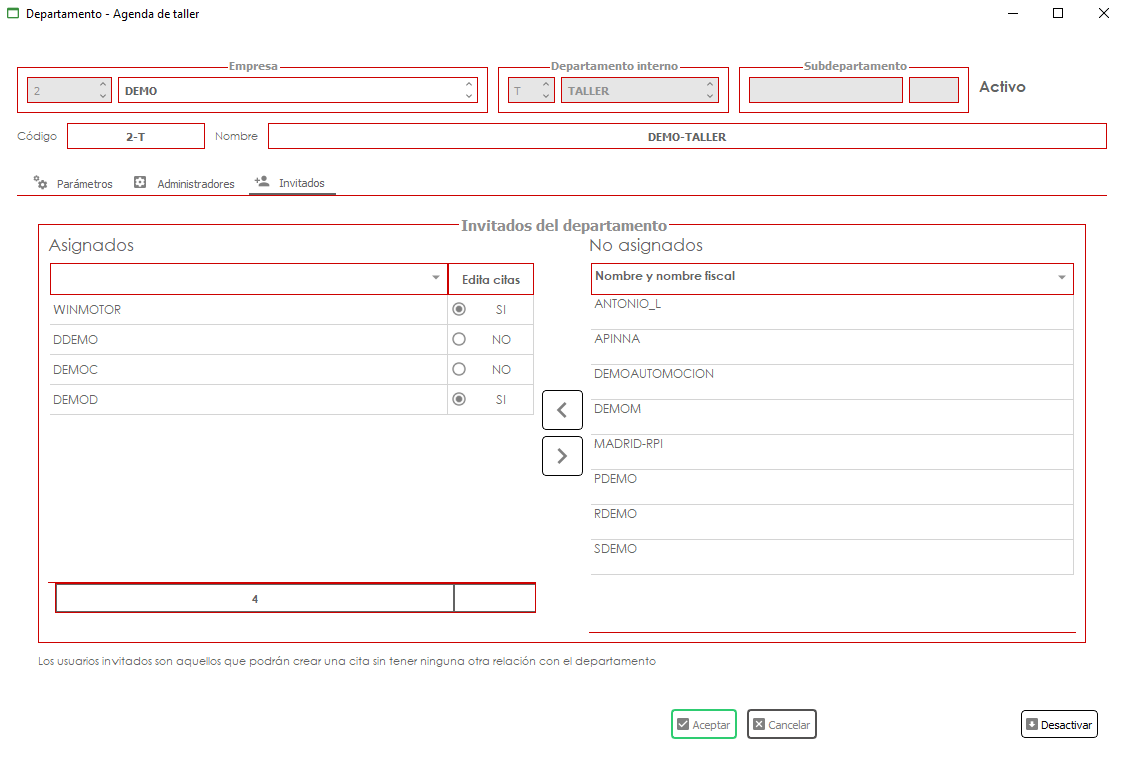 Departamento - Agenda de taller
Empresa
Departamento interno
Subdepartamento
2
DEMO
T
TALLER
Activo
Código
2-T
Nombre
DEMO-TALLER
Parámetros
Administradores
Invitados
Invitados del departamento
Asignados
No asignados
Edita citas
Nombre y nombre fiscal
WINMOTOR
SI
DDEMO
NO
DEMOC
NO
DEMOD
SI
ANTONIO_L
APINNA
DEMOAUTOMOCION
DEMOM
MADRID-RPI
PDEMO
RDEMO
SDEMO
4
Los usuarios invitados son aquellos que podrán crear una cita sin tener ninguna otra relación con el departamento
Aceptar
Cancelar
Desactivar